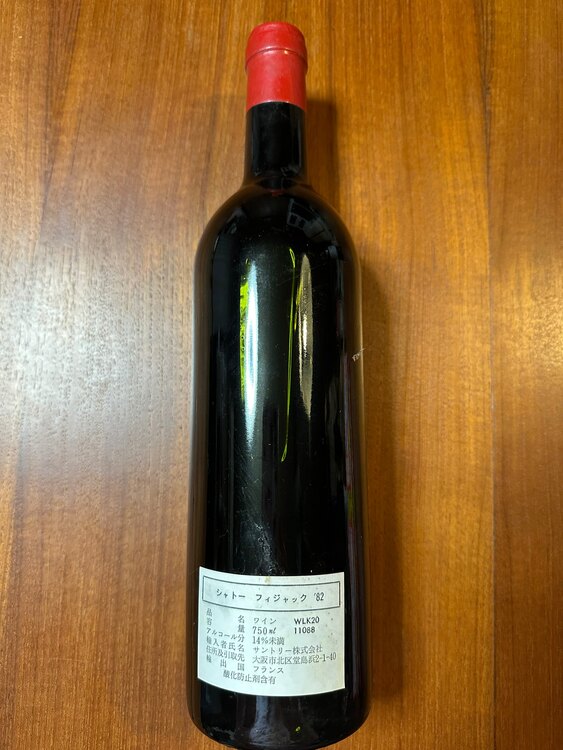 シャトー フィジャック '82
品名 ワイン WLK20
容量 750ml 11088
アルコール分 14%未満
輸入者氏名 サントリー株式会社
住所及引取先 大阪市北区堂島浜2-1-40
輸出国 フランス
酸化防止剤含有